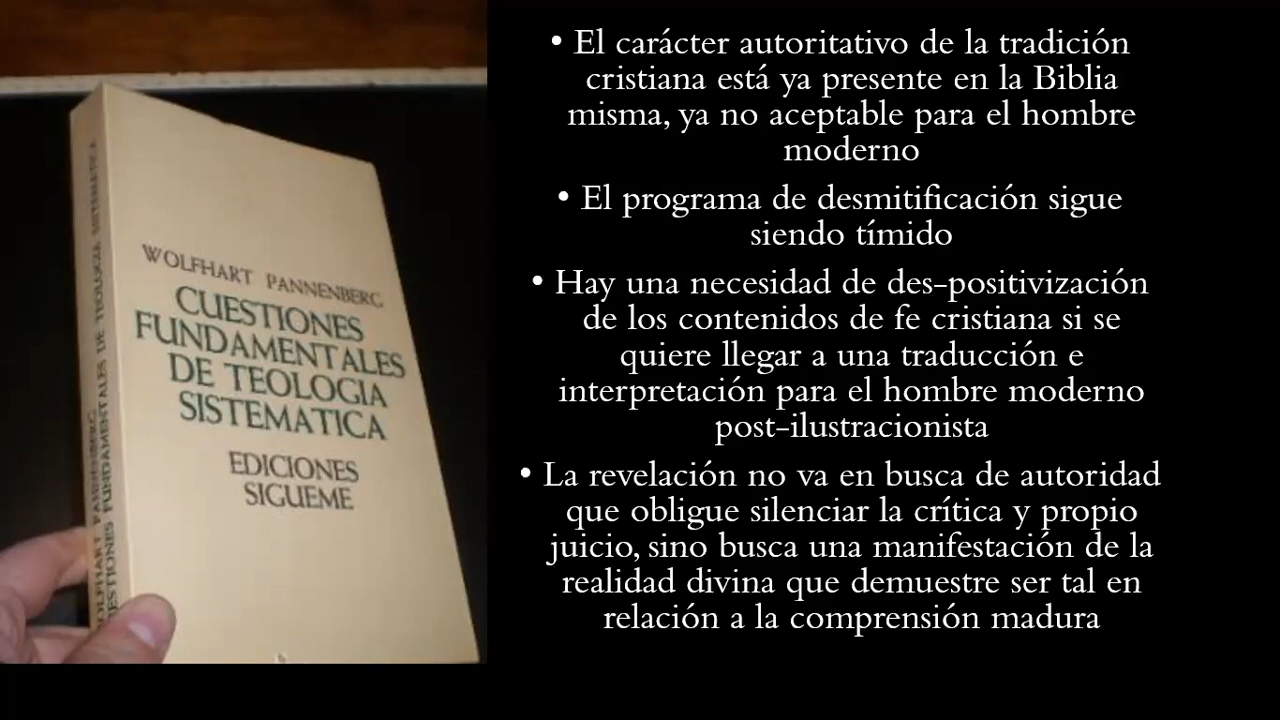 WOLFHART PANNENBERG
CUESTIONES
FUNDAMENTALES
DE TEOLOGIA
SISTEMATICA
EDICIONES
SIGUEME
WOLFHART PANNENBERG
CUESTIONES FUNDAMENTALES DE TEOLOGIA SISTEMATICA
• El carácter autoritativo de la tradición
cristiana está ya presente en la Biblia
misma, ya no aceptable para el hombre
moderno
• El programa de desmitificación sigue
siendo tímido
• Hay una necesidad de des-positivización
de los contenidos de fe cristiana si se
quiere llegar a una traducción e
interpretación para el hombre moderno
post-ilustracionista
• La revelación no va en busca de autoridad
que obligue silenciar la crítica y propio
juicio, sino busca una manifestación de la
realidad divina que demuestre ser tal en
relación a la comprensión madura